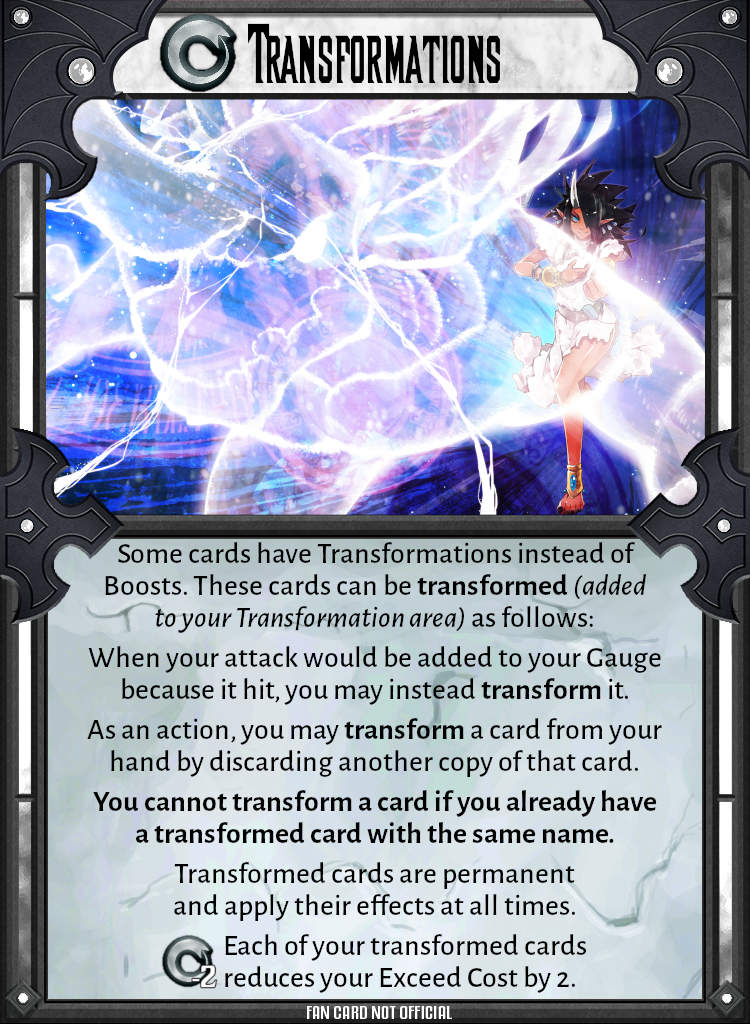 Transformations
Some cards have Transformations instead of
Boosts. These cards can be transformed (added
to your Transformation area) as follows:
When your attack would be added to your Gauge
because it hit, you may instead transform it.
As an action, you may transform a card from your
hand by discarding another copy of that card.
You cannot transform a card if you already have
a transformed card with the same name.
Transformed cards are permanent
and apply their effects at all times.
Each of your transformed cards
-2 reduces your Exceed Cost by 2.
FAN CARD NOT OFFICIAL